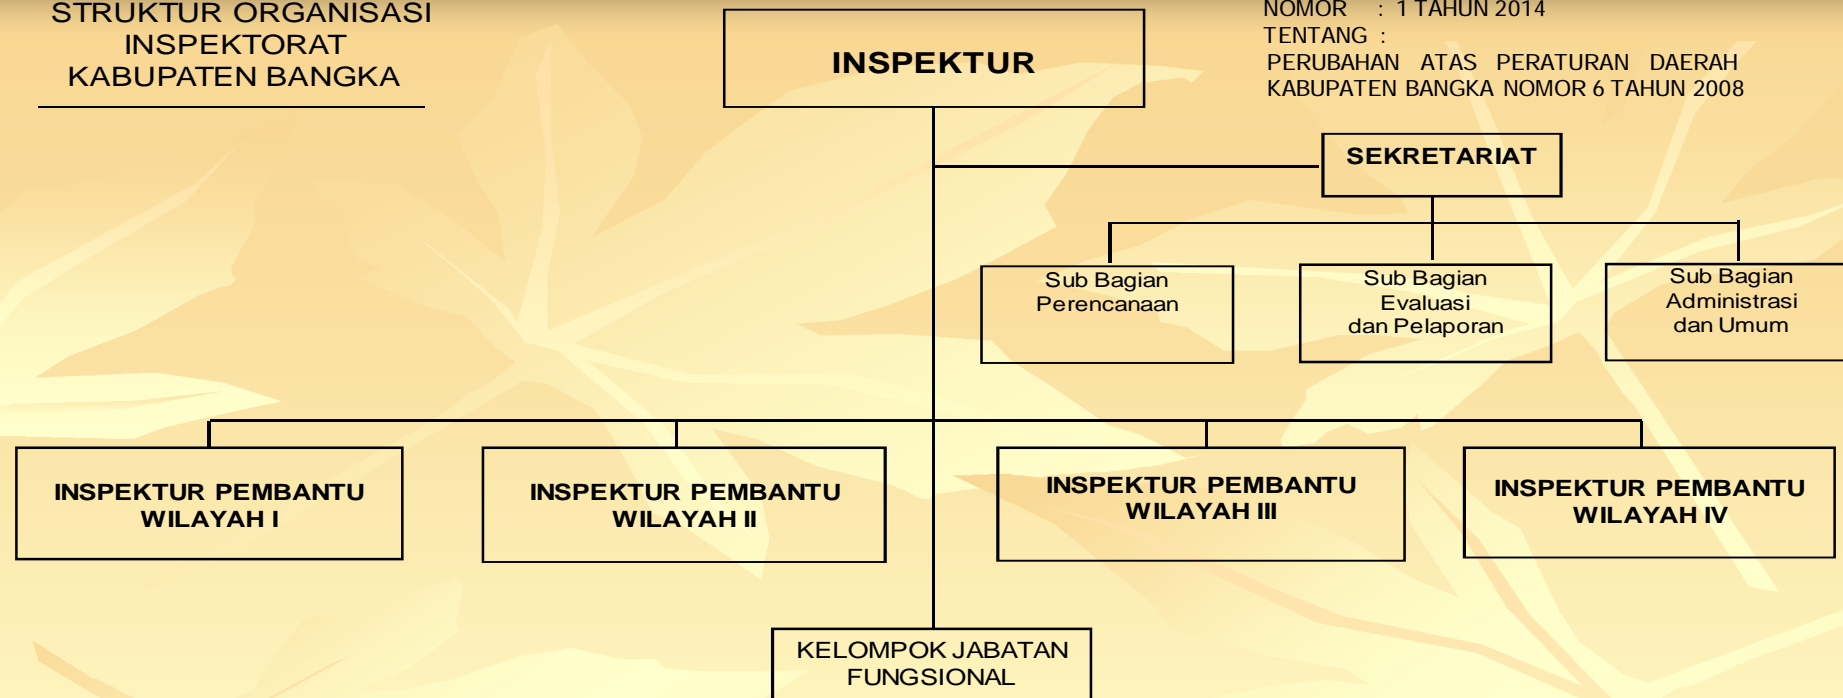 STRUKTUR ORGANISASI
INSPEKTORAT
KABUPATEN BANGKA
INSPEKTUR
NOMOR : 1 TAHUN 2014
TENTANG :
PERUBAHAN ATAS PERATURAN DAERAH
KABUPATEN BANGKA NOMOR 6 TAHUN 2008
SEKRETARIAT
Sub Bagian
Perencanaan
Sub Bagian
Evaluasi
dan Pelaporan
Sub Bagian
Administrasi
dan Umum
INSPEKTUR PEMBANTU
WILAYAH I
INSPEKTUR PEMBANTU
WILAYAH II
INSPEKTUR PEMBANTU
WILAYAH III
INSPEKTUR PEMBANTU
WILAYAH IV
KELOMPOK JABATAN
FUNGSIONAL